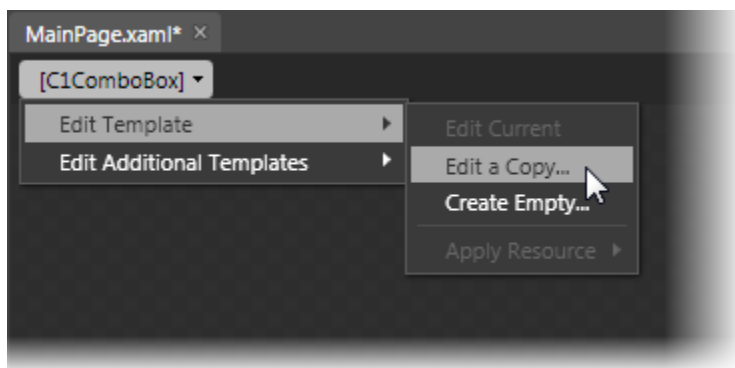 MainPage.xaml* ×
[C1ComboBox]
Edit Template
Edit Additional Templates
Edit Current
Edit a Copy...
Create Empty...
Apply Resource